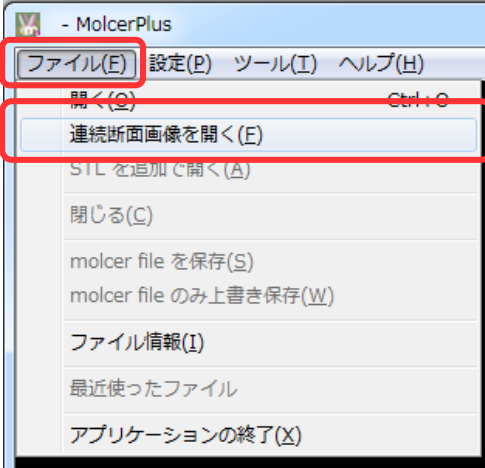 - MolcerPlus
ファイル(F) 設定(P) ツール(T) ヘルプ(H)
開く(O) Ctrl+O
連続断面画像を開く(F)
STL を追加で開く(A)
閉じる(C)
molcer file を保存(S)
molcer file のみ上書き保存(W)
ファイル情報(I)
最近使ったファイル
アプリケーションの終了(X)